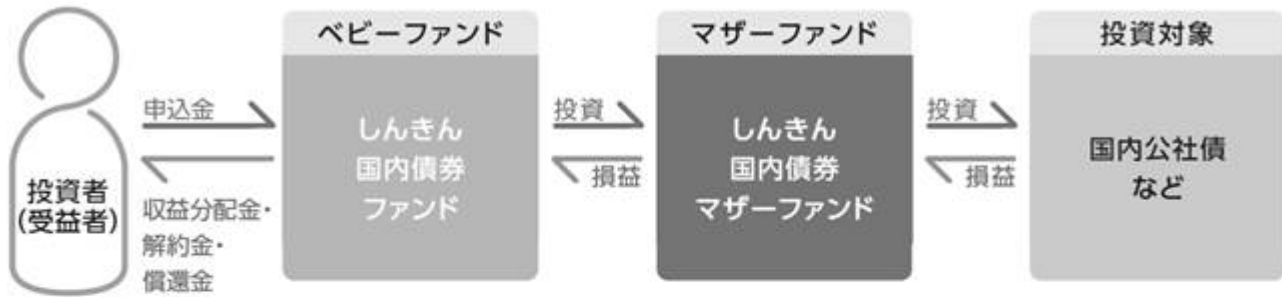 ベビーファンド
マザーファンド
投資対象
申込金
投資
投資
しんきん
国内債券
ファンド
しんきん
国内債券
マザーファンド
国内公社債
など
損益
損益
投資者
(受益者)
収益分配金・
解約金・
償還金